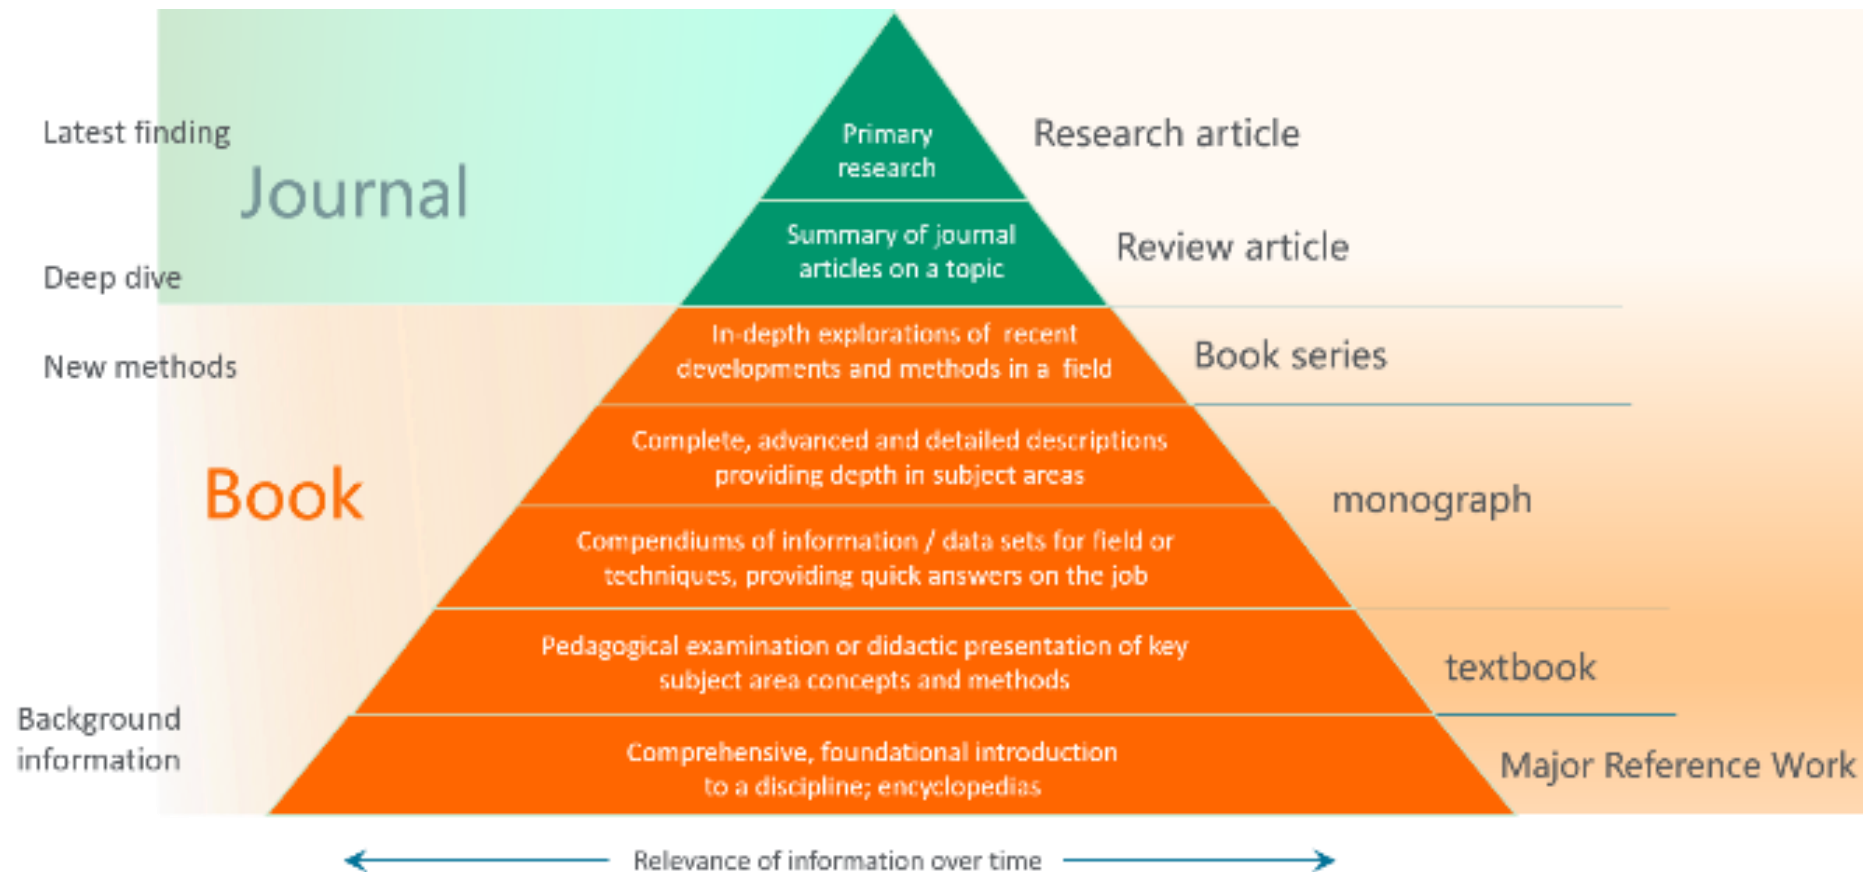 Latest finding
Journal
Deep dive
New methods
Book
Background
information
Primary
research
Summary of journal
articles on a topic
In-depth explorations of recent
developments and methods in a field
Complete, advanced and detailed descriptions
providing depth in subject areas
Compendiums of information / data sets for field or
techniques, providing quick answers on the job
Pedagogical examination or didactic presentation of key
subject area concepts and methods
Comprehensive, foundational introduction
to a discipline; encyclopedias
Research article
Review article
Book series
monograph
textbook
Major Reference Work
Relevance of information over time